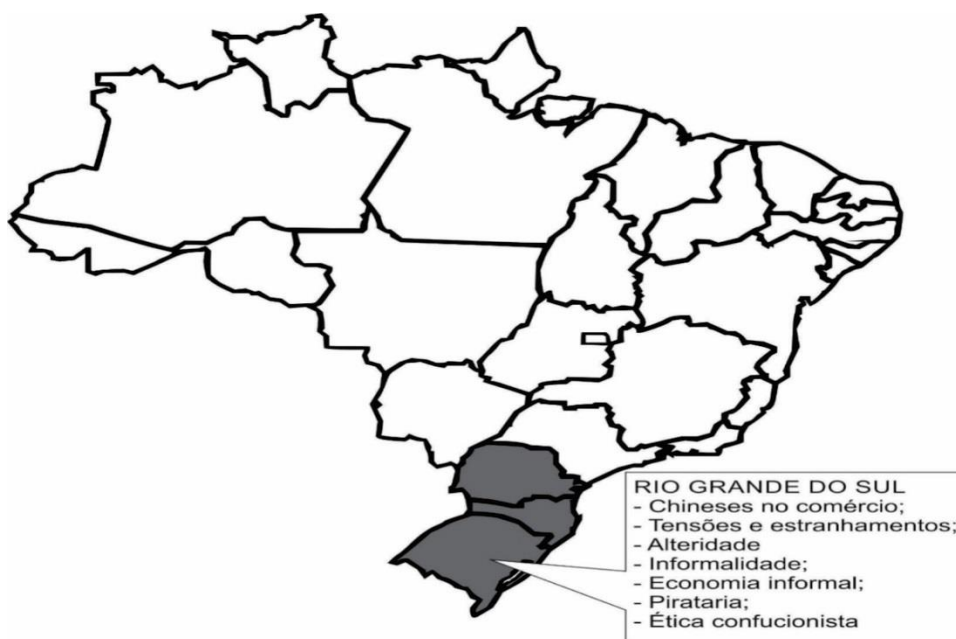 RIO GRANDE DO SUL
- Chineses no comércio;
- Tensões e estranhamentos;
- Alteridade
- Informalidade;
- Economia informal;
- Pirataria;
- Ética confucionista